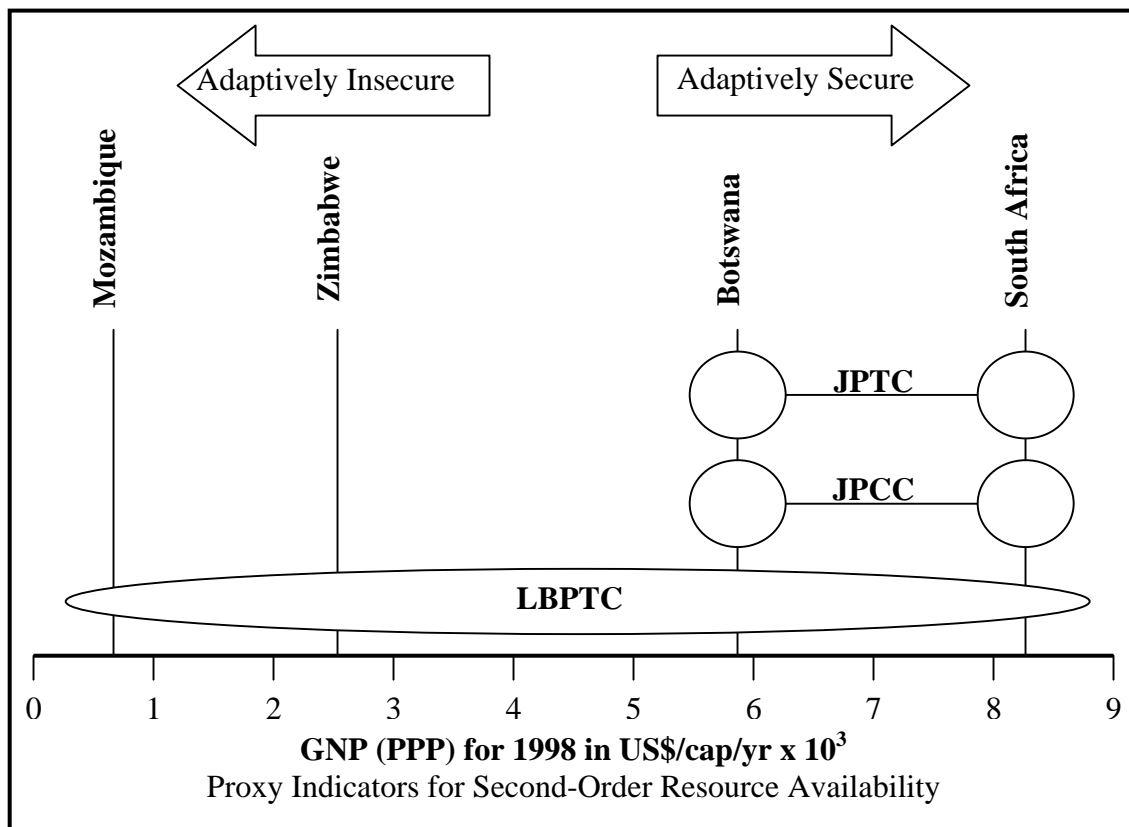 Adaptively Insecure
Adaptively Secure
Mozambique
Zimbabwe
Botswana
South Africa
JPTC
JPCC
LBPTC
0 1 2 3 4 5 6 7 8 9
GNP (PPP) for 1998 in US$/cap/yr x 10³
Proxy Indicators for Second-Order Resource Availability